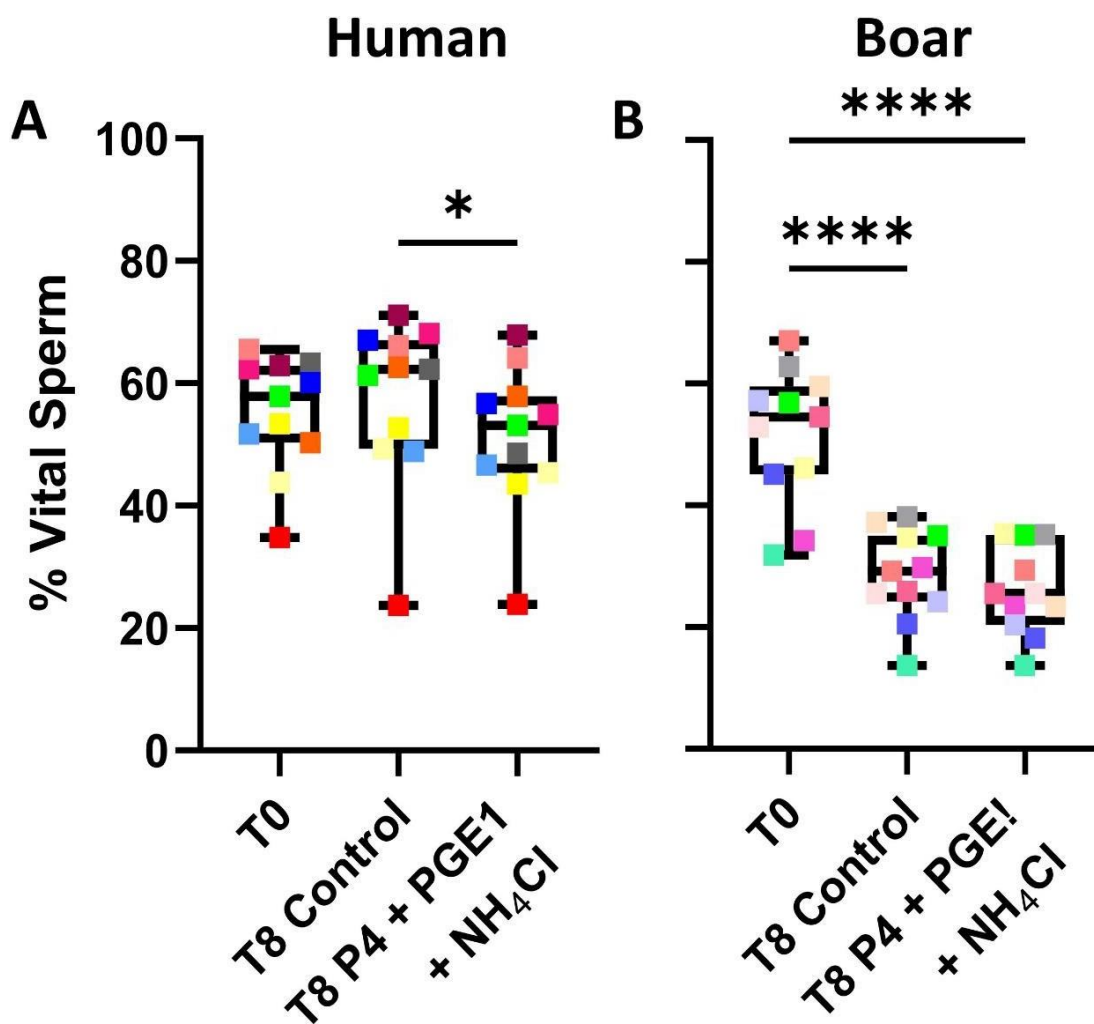 Human
Boar
A
B
% Vital Sperm
100
80
60
40
20
0
*
****
****
T0
T8 Control
T8 P4 + PGE1
+ NH₄Cl
T0
T8 Control
T8 P4 + PGE!
+ NH₄Cl